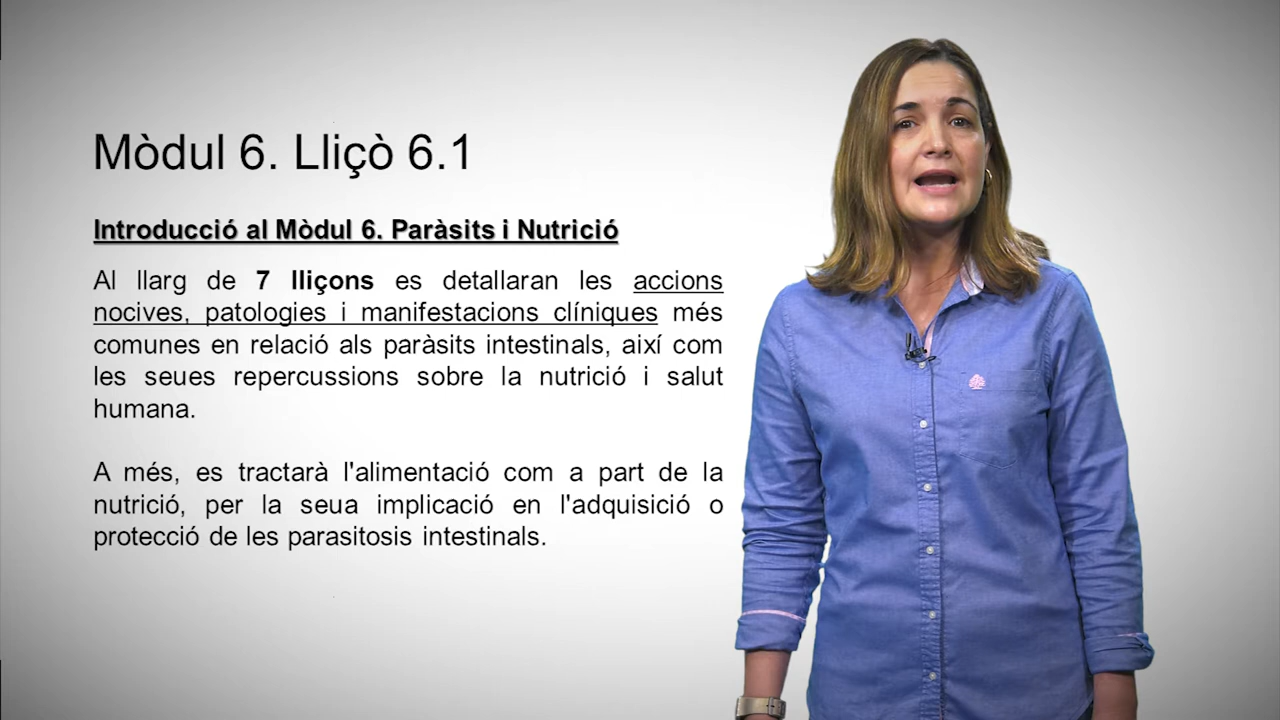 Mòdul 6. Lliçò 6.1
Introducció al Mòdul 6. Paràsits i Nutrició
Al llarg de 7 lliçons es detallaran les accions
nocives, patologies i manifestacions clíniques més
comunes en relació als paràsits intestinals, així com
les seues repercussions sobre la nutrició i salut
humana.
A més, es tractarà l'alimentació com a part de la
nutrició, per la seua implicació en l'adquisició o
protecció de les parasitosis intestinals.